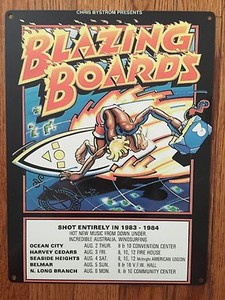 CHRIS BYSTROM PRESENTS
BLAZING
BOARDS
SHOT ENTIRELY IN 1983 - 1984
HOT NEW MUSIC FROM DOWN UNDER.
INCREDIBLE AUSTRALIA WINDSURFING
OCEAN CITY AUG. 2 THUR. 8 & 10 CONVENTION CENTER
HARVEY CEDARS AUG. 3 FRI. 8, 10, 12 FIRE HOUSE
SEASIDE HEIGHTS AUG. 4 SAT. 8, 10, 12 Midnight AMERICAN LEGION
BELMAR AUG. 5 SUN. 8 & 10 V.F.W. HALL
N. LONG BRANCH AUG. 6 MON. 8 & 10 COMMUNITY CENTER